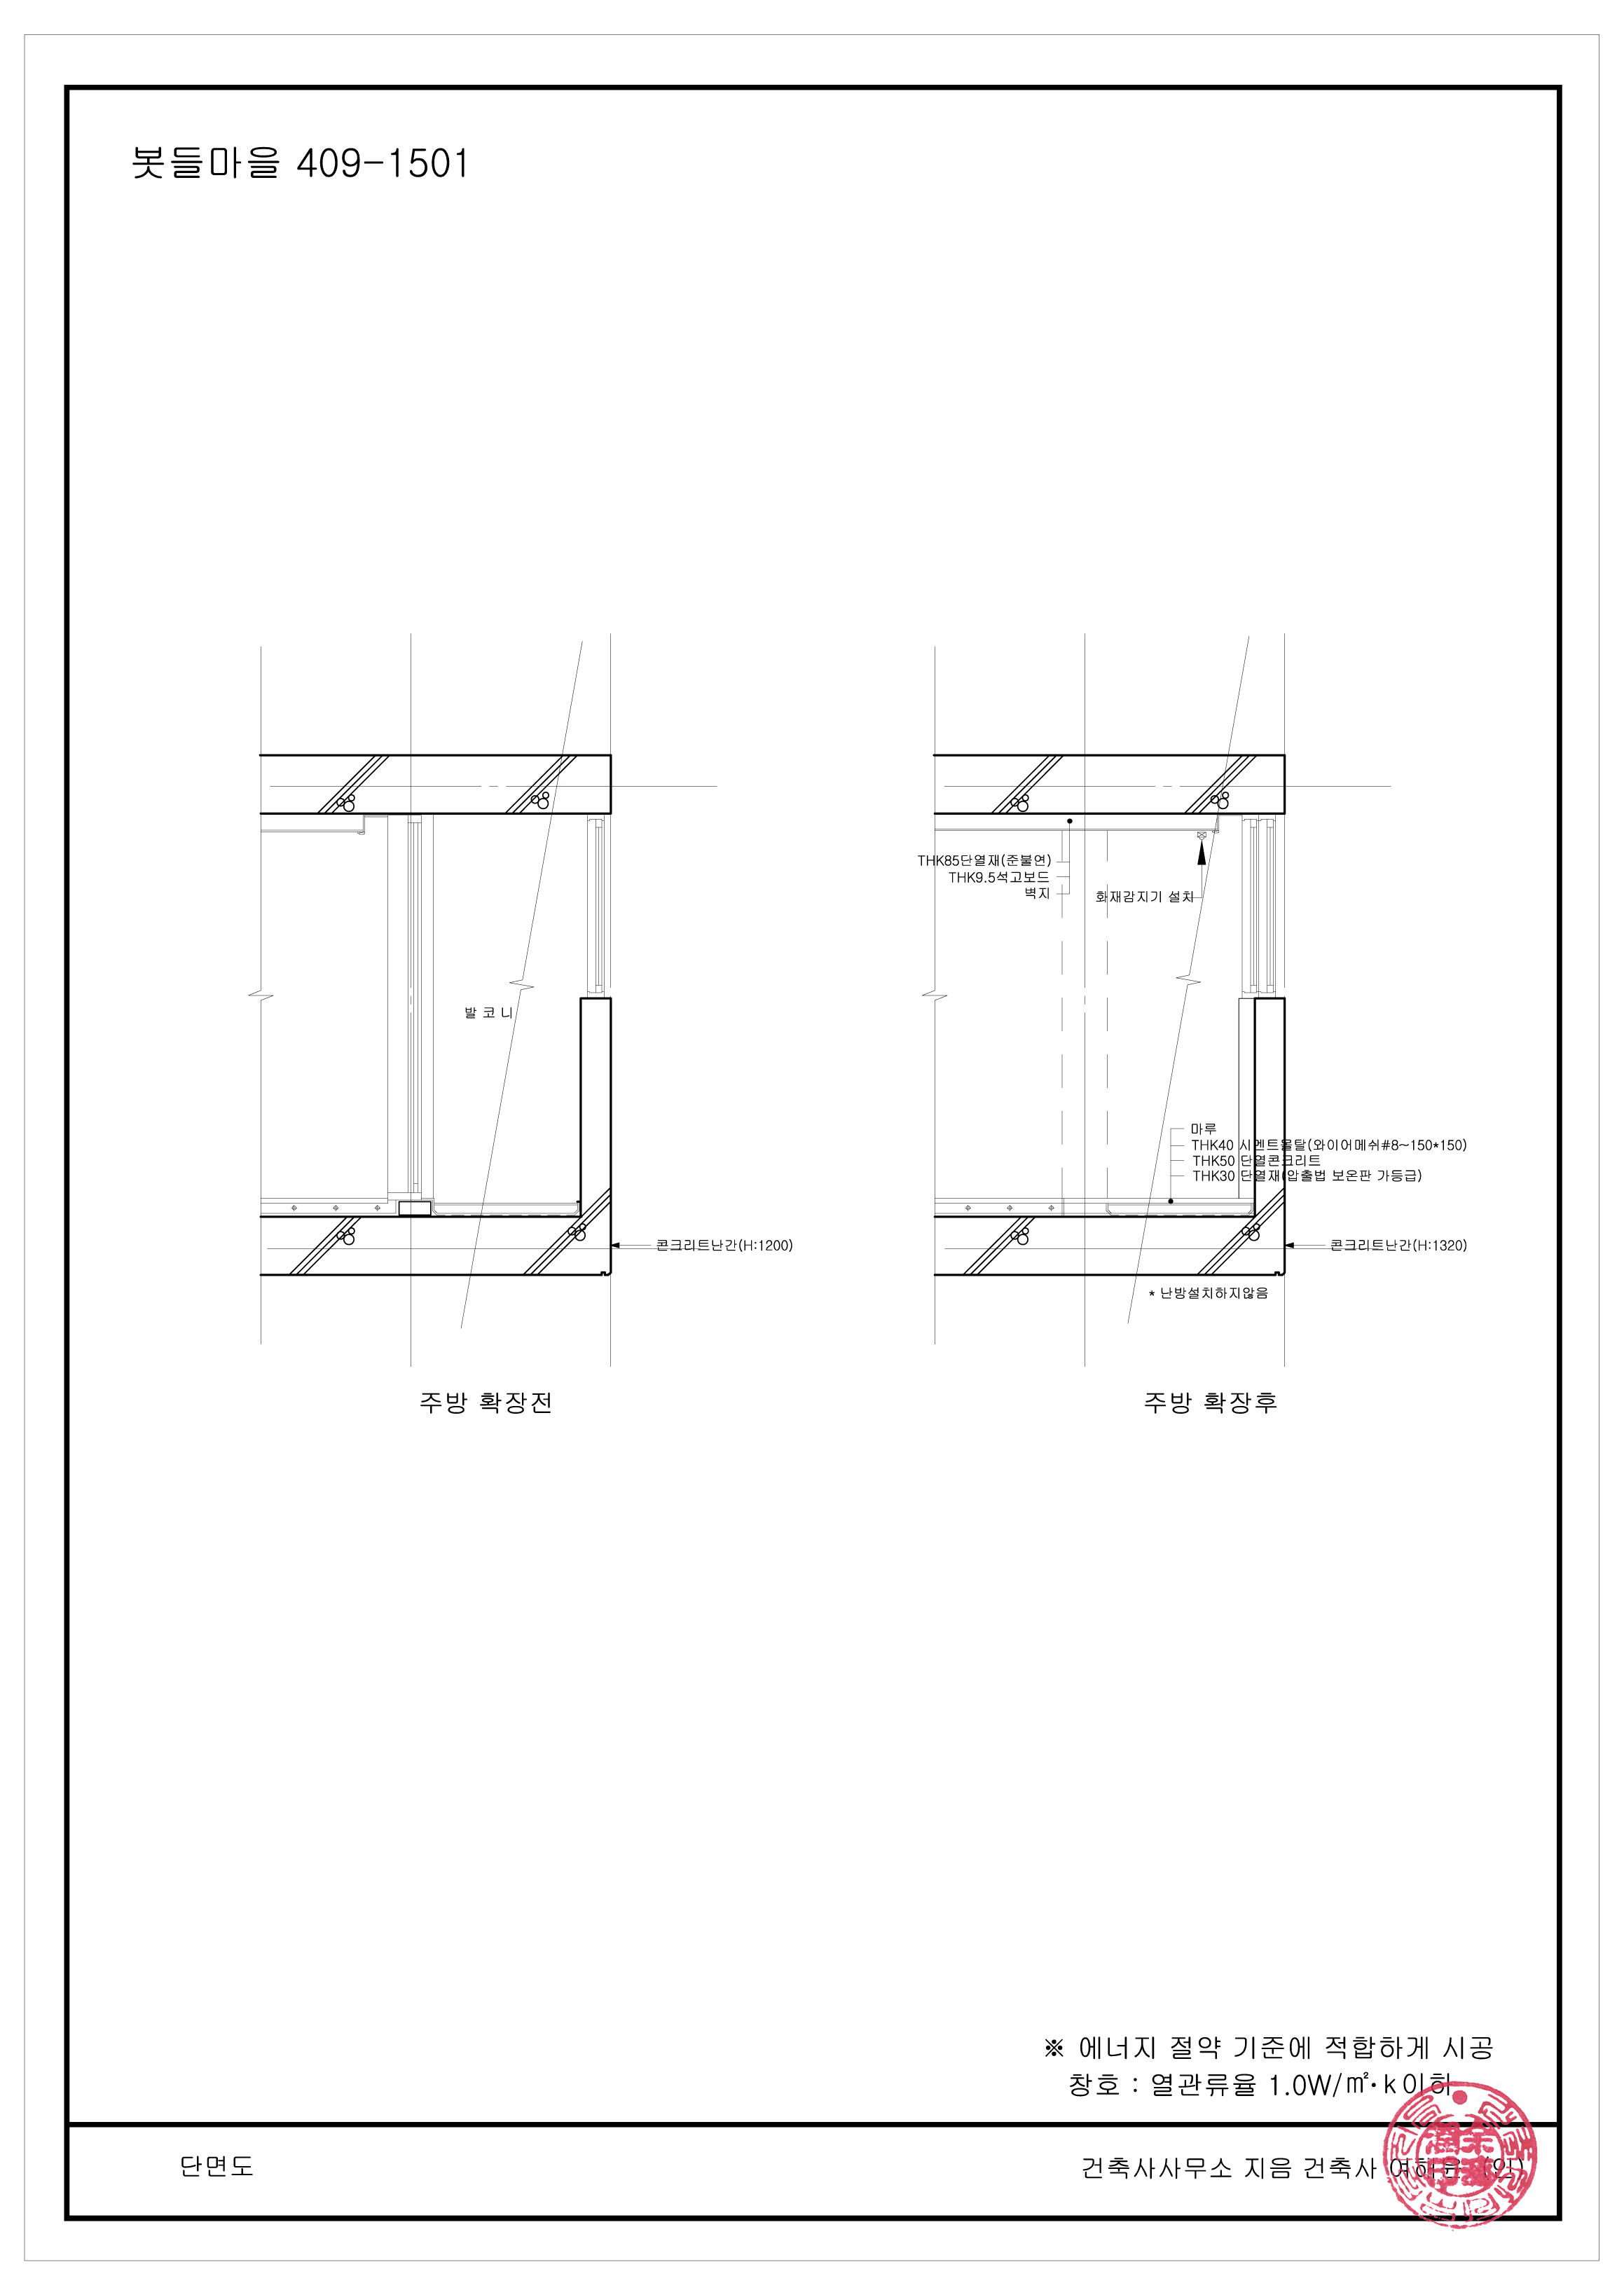 봇들마을 409-1501
발 코 니
콘크리트난간(H:1200)
주방 확장전
THK85단열재(준불연)
THK9.5석고보드
벽지
화재감지기 설치
마루
THK40 시멘트몰탈(와이어메쉬#8~150*150)
THK50 단열콘크리트
THK30 단열재(압출법 보온판 가등급)
콘크리트난간(H:1320)
* 난방설치하지않음
주방 확장후
※ 에너지 절약 기준에 적합하게 시공
창호 : 열관류율 1.0W/㎡·k이하
단면도
건축사사무소 지음 건축사 (인)